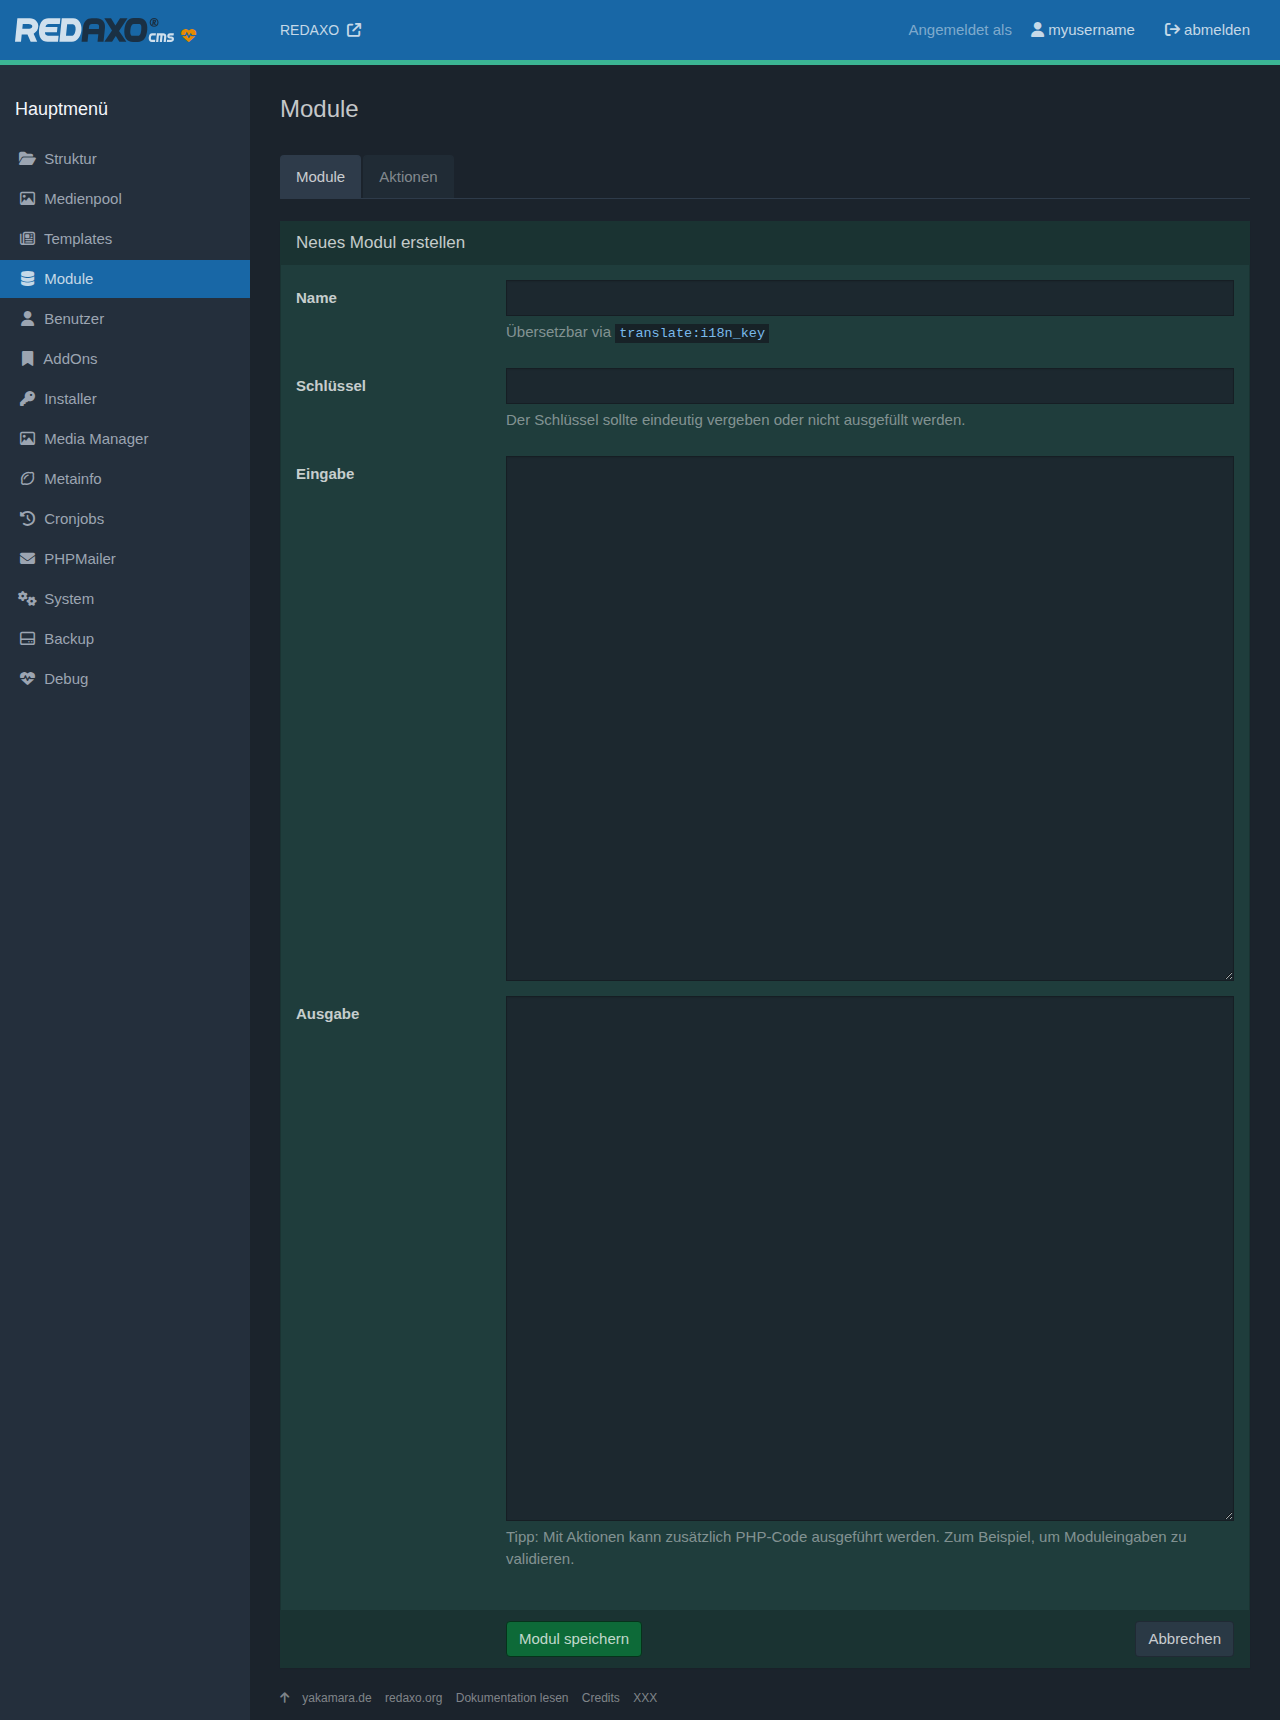 REDAXO® cms
REDAXO
Angemeldet als myusername abmelden
Hauptmenü
Struktur
Medienpool
Templates
Module
Benutzer
AddOns
Installer
Media Manager
Metainfo
Cronjobs
PHPMailer
System
Backup
Debug
Module
Module Aktionen
Neues Modul erstellen
Name
Übersetzbar via translate:i18n_key
Schlüssel
Der Schlüssel sollte eindeutig vergeben oder nicht ausgefüllt werden.
Eingabe
Ausgabe
Tipp: Mit Aktionen kann zusätzlich PHP-Code ausgeführt werden. Zum Beispiel, um Moduleingaben zu
validieren.
Modul speichern Abbrechen
yakamara.de redaxo.org Dokumentation lesen Credits XXX